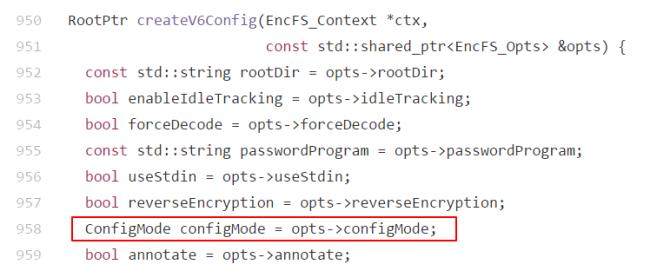 950 RootPtr createV6Config(EncFS_Context *ctx,
951 const std::shared_ptr<EncFS_Opts> &opts) {
952 const std::string rootDir = opts->rootDir;
953 bool enableIdleTracking = opts->idleTracking;
954 bool forceDecode = opts->forceDecode;
955 const std::string passwordProgram = opts->passwordProgram;
956 bool useStdin = opts->useStdin;
957 bool reverseEncryption = opts->reverseEncryption;
958 ConfigMode configMode = opts->configMode;
959 bool annotate = opts->annotate;